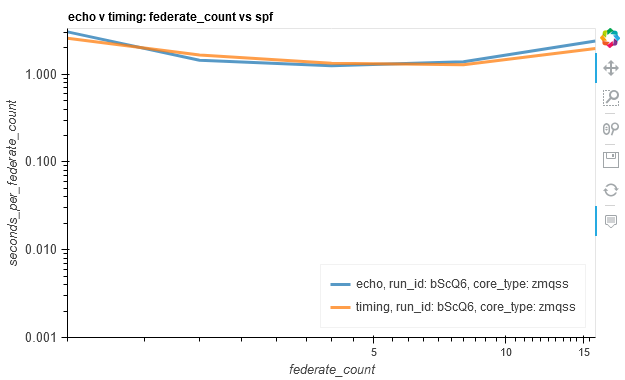 echo v timing: federate_count vs spf
seconds_per_federate_count
1.000
0.100
0.010
0.001
echo, run_id: bScQ6, core_type: zmqss
timing, run_id: bScQ6, core_type: zmqss
5
10
15
federate_count